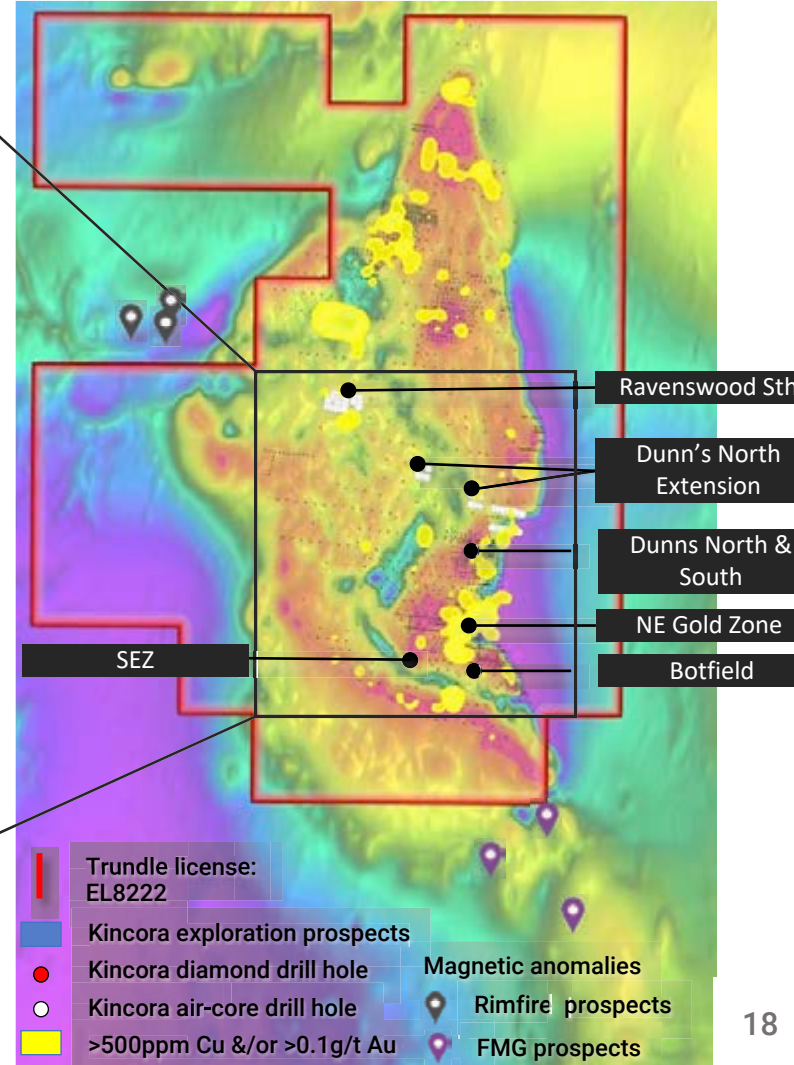 Ravenswood Sth
Dunn's North
Extension
Dunns North &
South
NE Gold Zone
SEZ
Botfield
Trundle license:
EL8222
Kincora exploration prospects
Kincora diamond drill hole
Kincora air-core drill hole
>500ppm Cu &/or >0.1g/t Au
Magnetic anomalies
Rimfire prospects
FMG prospects
18